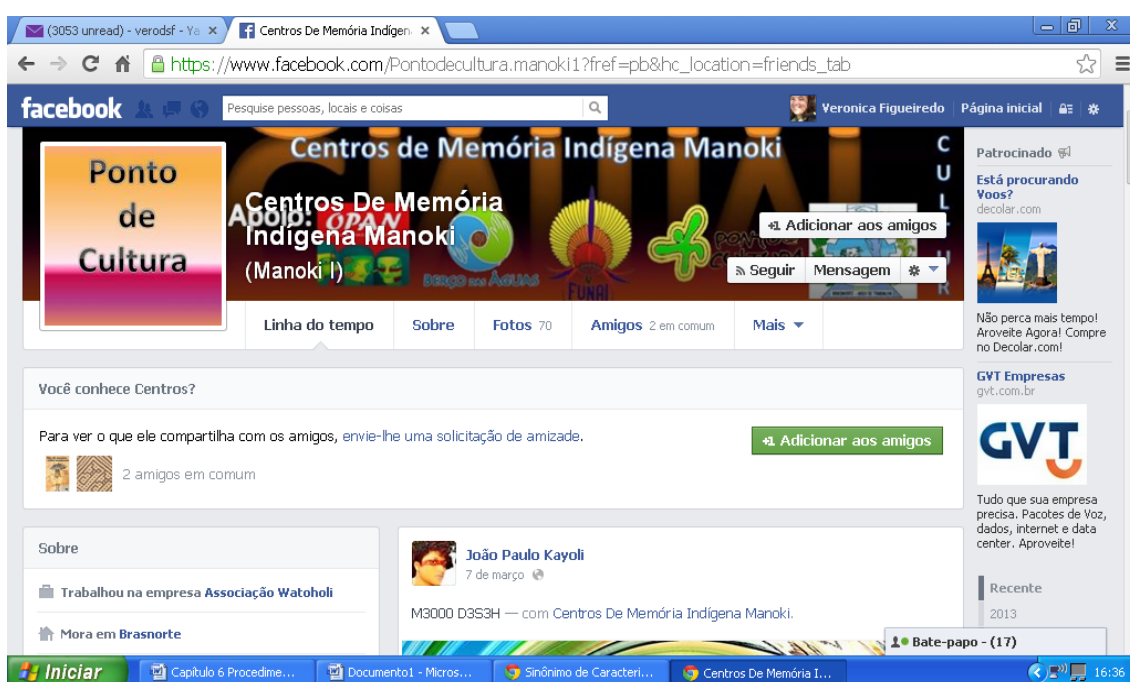 (3053 unread) - verodsf - Ya
Centros De Memória Indígen
https://www.facebook.com/Pontodecultura.manoki1?fref=pb&hc_location=friends_tab
facebook
Pesquise pessoas, locais e coisas
Veronica Figueiredo
Página inicial
Ponto
de
Cultura
Centros de Memória Indígena Manoki
C
U
L
R
Apoio: OPAN
BERÇO DAS ÁGUAS
FUNAI
Centros De Memória
Indígena Manoki
(Manoki I)
+1 Adicionar aos amigos
Seguir
Mensagem
Linha do tempo
Sobre
Fotos 70
Amigos 2 em comum
Mais
Você conhece Centros?
Para ver o que ele compartilha com os amigos, envie-lhe uma solicitação de amizade.
+1 Adicionar aos amigos
2 amigos em comum
Sobre
Trabalhou na empresa Associação Watoholi
Mora em Brasnorte
João Paulo Kayoli
7 de março
M3000 D3S3H — com Centros De Memória Indígena Manoki.
Patrocinado
Está procurando
Voos?
decolar.com
Não perca mais tempo!
Aroveite Agora! Compre
no Decolar.com!
GVT Empresas
gvt.com.br
GVT
Tudo que sua empresa
precisa. Pacotes de Voz,
dados, internet e data
center. Aproveite!
Recente
2013
Bate-papo - (17)
Iniciar
Capítulo 6 Procedime...
Documento1 - Micros...
Sinônimo de Caracteri...
Centros De Memória I...
16:36